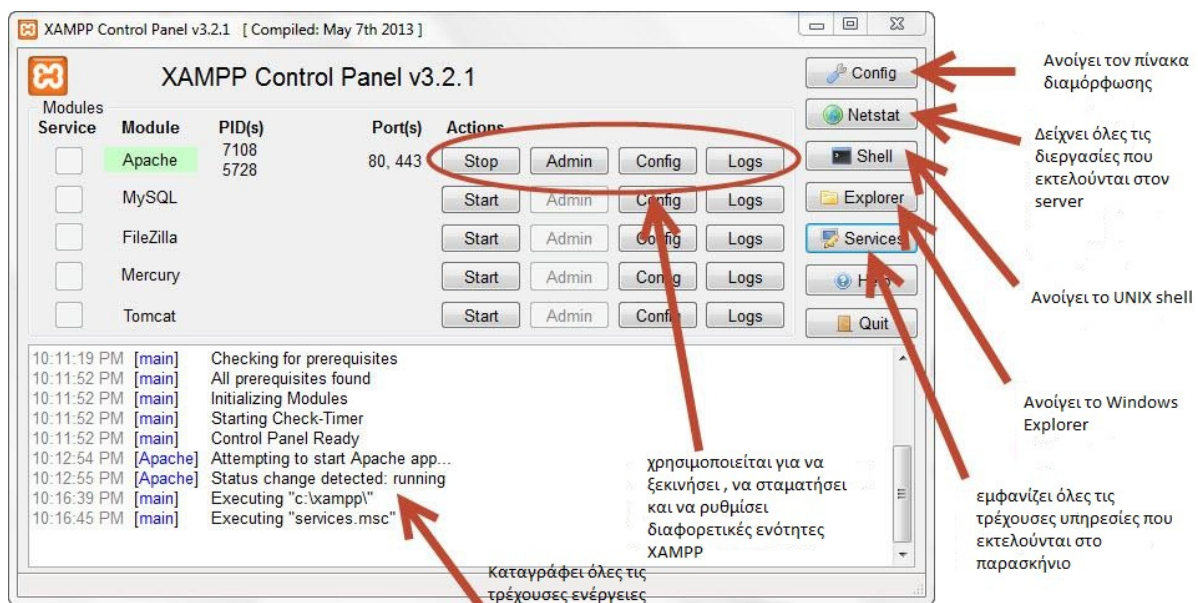 XAMPP Control Panel v3.2.1 [ Compiled: May 7th 2013 ]
XAMPP Control Panel v3.2.1
Modules
Service Module PID(s) Port(s) Actions
Apache 7108 5728 80, 443 Stop Admin Config Logs
MySQL Start Admin Config Logs
FileZilla Start Admin Config Logs
Mercury Start Admin Config Logs
Tomcat Start Admin Config Logs
Config
Netstat
Shell
Explorer
Services
Help
Quit
10:11:19 PM [main] Checking for prerequisites
10:11:52 PM [main] All prerequisites found
10:11:52 PM [main] Initializing Modules
10:11:52 PM [main] Starting Check-Timer
10:11:52 PM [main] Control Panel Ready
10:12:54 PM [Apache] Attempting to start Apache app...
10:12:55 PM [Apache] Status change detected: running
10:16:39 PM [main] Executing "c:\xampp\"
10:16:45 PM [main] Executing "services.msc"
Ανοίγει τον πίνακα
διαμόρφωσης
Δείχνει όλες τις
διεργασίες που
εκτελούνται στον
server
Ανοίγει το UNIX shell
Ανοίγει το Windows
Explorer
εμφανίζει όλες τις
τρέχουσες υπηρεσίες που
εκτελούνται στο
παρασκήνιο
χρησιμοποιείται για να
ξεκινήσει , να σταματήσει
και να ρυθμίσει
διαφορετικές ενότητες
XAMPP
Καταγράφει όλες τις
τρέχουσες ενέργειες